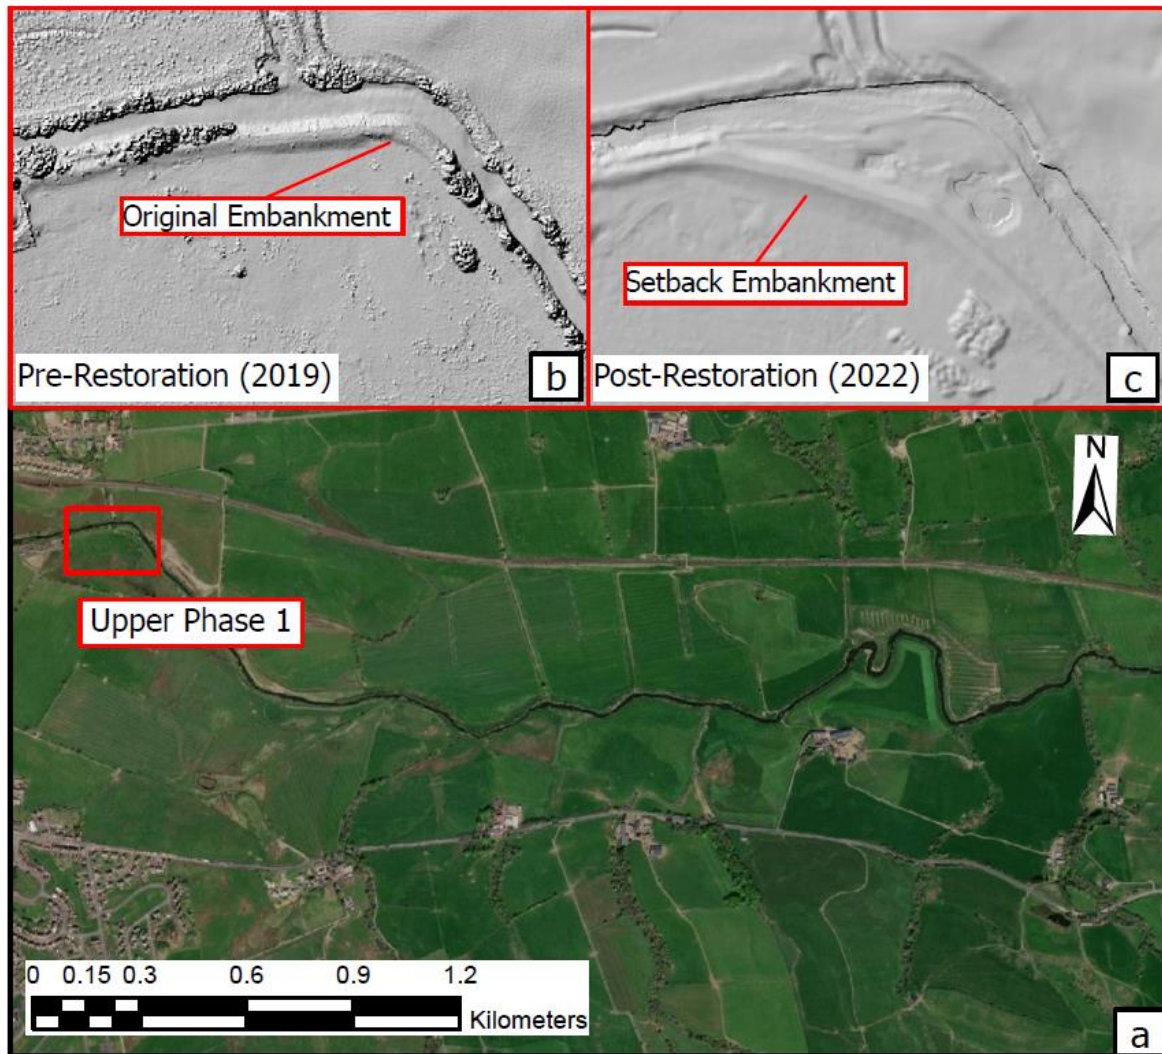 Original Embankment
Pre-Restoration (2019)
b
Setback Embankment
Post-Restoration (2022)
c
N
Upper Phase 1
0 0.15 0.3 0.6 0.9 1.2
Kilometers
a